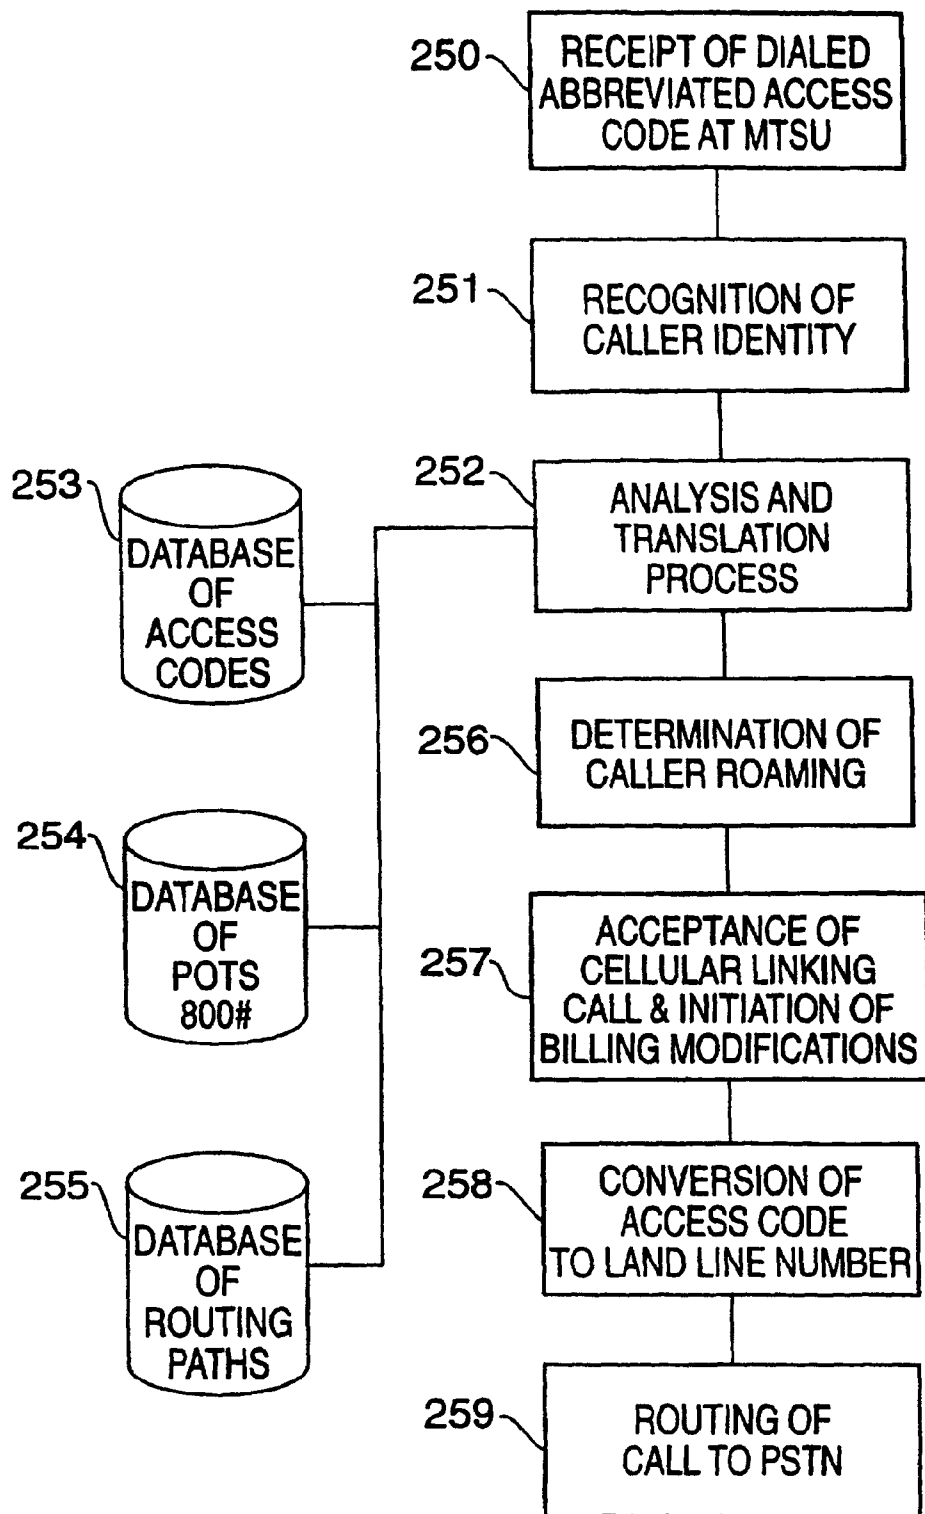 250
RECEIPT OF DIALED
ABBREVIATED ACCESS
CODE AT MTSU
251
RECOGNITION OF
CALLER IDENTITY
252
ANALYSIS AND
TRANSLATION
PROCESS
253
DATABASE
OF
ACCESS
CODES
254
DATABASE
OF
POTS
800#
255
DATABASE
OF
ROUTING
PATHS
256
DETERMINATION OF
CALLER ROAMING
257
ACCEPTANCE OF
CELLULAR LINKING
CALL & INITIATION OF
BILLING MODIFICATIONS
258
CONVERSION OF
ACCESS CODE
TO LAND LINE NUMBER
259
ROUTING OF
CALL TO PSTN